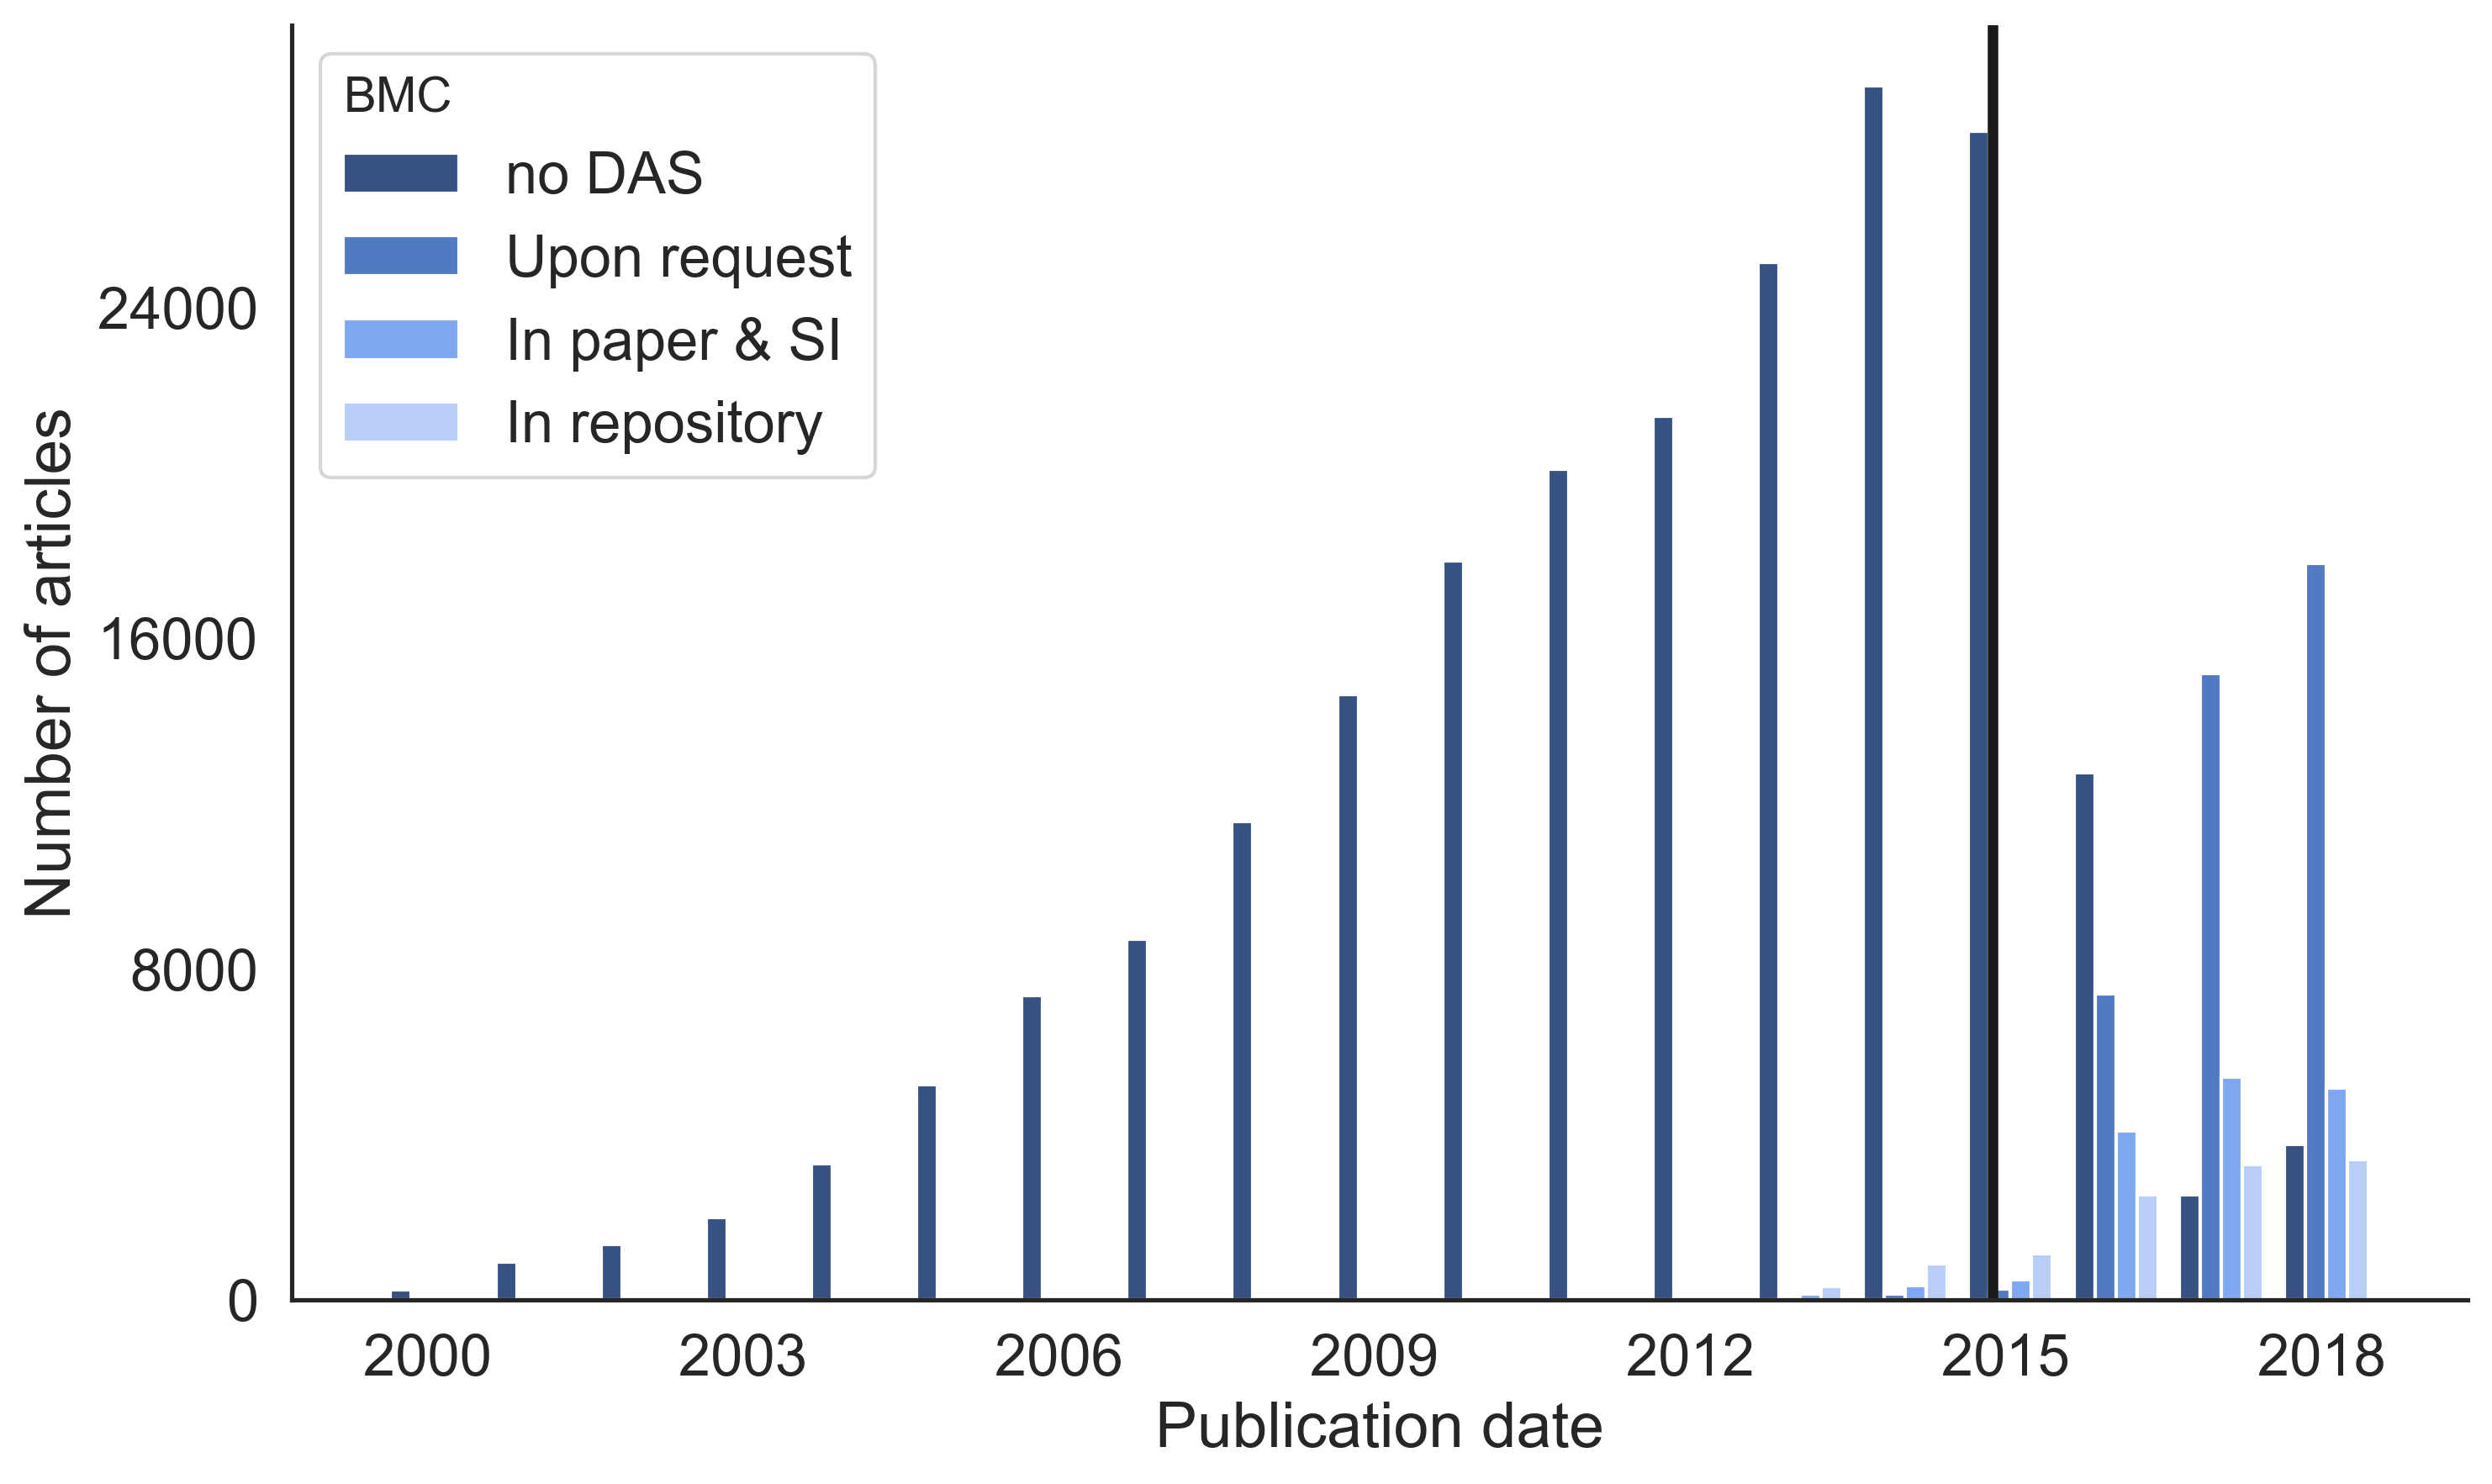 BMC
no DAS
Upon request
In paper & SI
In repository
Number of articles
24000
16000
8000
0
2000 2003 2006 2009 2012 2015 2018
Publication date